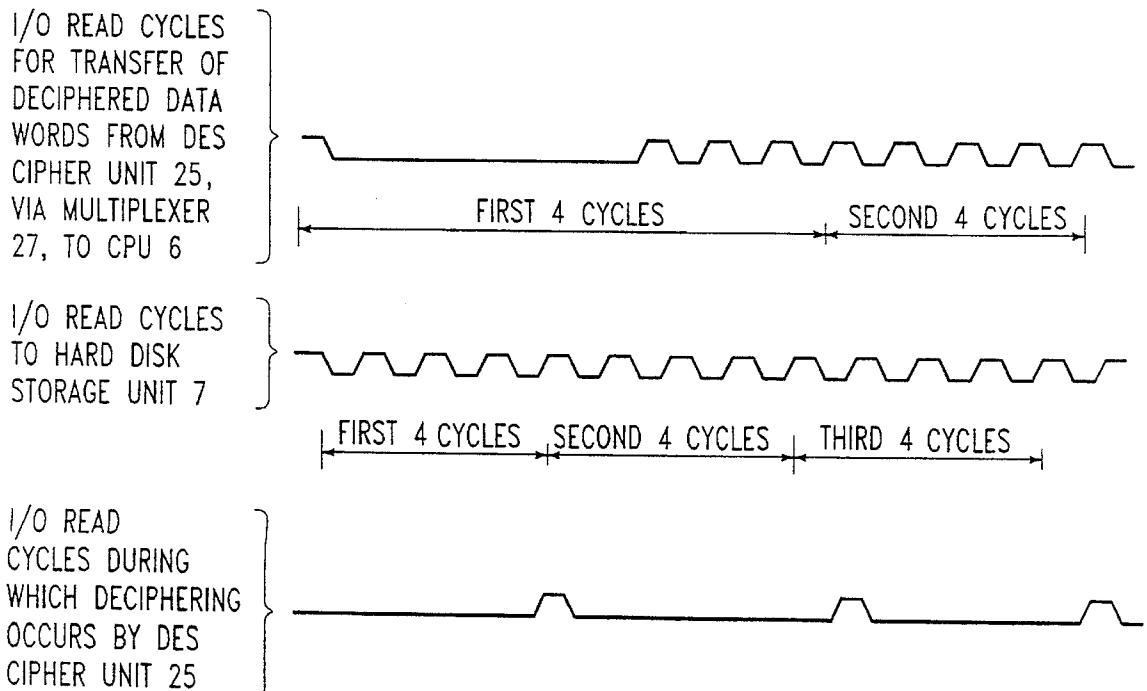 I/O READ CYCLES
FOR TRANSFER OF
DECIPHERED DATA
WORDS FROM DES
CIPHER UNIT 25,
VIA MULTIPLEXER
27, TO CPU 6
FIRST 4 CYCLES
SECOND 4 CYCLES
I/O READ CYCLES
TO HARD DISK
STORAGE UNIT 7
FIRST 4 CYCLES
SECOND 4 CYCLES
THIRD 4 CYCLES
I/O READ
CYCLES DURING
WHICH DECIPHERING
OCCURS BY DES
CIPHER UNIT 25